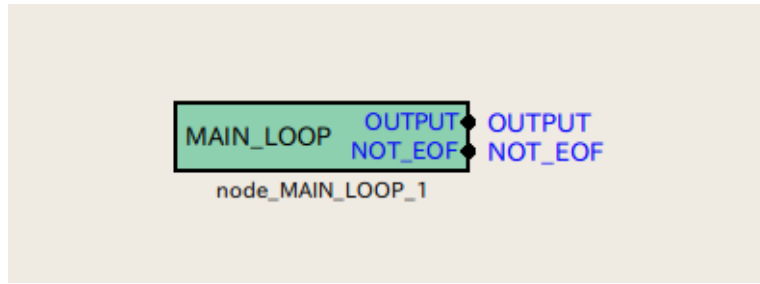 MAIN_LOOP
OUTPUT OUTPUT
NOT_EOF NOT_EOF
node_MAIN_LOOP_1